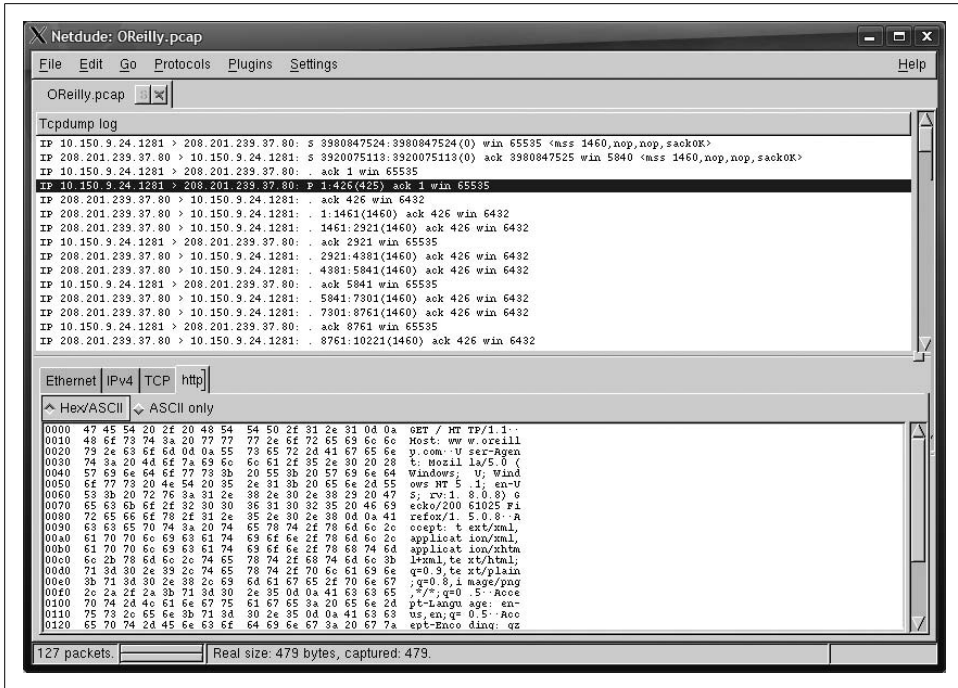 Netdude: OReilly.pcap
File Edit Go Protocols Plugins Settings Help
OReilly.pcap
Tcpdump log
IP 10.150.9.24.1281 > 208.201.239.37.80: S 3980847524:3980847524(0) win 65535 <mss 1460,nop,nop,sackOK>
IP 208.201.239.37.80 > 10.150.9.24.1281: S 3920075113:3920075113(0) ack 3980847525 win 5840 <mss 1460,nop,nop,sackOK>
IP 10.150.9.24.1281 > 208.201.239.37.80: . ack 1 win 65535
IP 10.150.9.24.1281 > 208.201.239.37.80: P 1:426(425) ack 1 win 65535
IP 208.201.239.37.80 > 10.150.9.24.1281: . ack 426 win 6432
IP 208.201.239.37.80 > 10.150.9.24.1281: . 1:1461(1460) ack 426 win 6432
IP 208.201.239.37.80 > 10.150.9.24.1281: . 1461:2921(1460) ack 426 win 6432
IP 10.150.9.24.1281 > 208.201.239.37.80: . ack 2921 win 65535
IP 208.201.239.37.80 > 10.150.9.24.1281: . 2921:4381(1460) ack 426 win 6432
IP 208.201.239.37.80 > 10.150.9.24.1281: . 4381:5841(1460) ack 426 win 6432
IP 10.150.9.24.1281 > 208.201.239.37.80: . ack 5841 win 65535
IP 208.201.239.37.80 > 10.150.9.24.1281: . 5841:7301(1460) ack 426 win 6432
IP 208.201.239.37.80 > 10.150.9.24.1281: . 7301:8761(1460) ack 426 win 6432
IP 10.150.9.24.1281 > 208.201.239.37.80: . ack 8761 win 65535
IP 208.201.239.37.80 > 10.150.9.24.1281: . 8761:10221(1460) ack 426 win 6432
Ethernet IPv4 TCP http
Hex/ASCII ASCII only
0000 47 45 54 20 2f 20 48 54 54 50 2f 31 2e 31 0d 0a GET / HT TP/1.1··
0010 48 6f 73 74 3a 20 77 77 77 2e 6f 72 65 69 6c 6c Host: ww w.oreill
0020 79 2e 63 6f 6d 0d 0a 55 73 65 72 2d 41 67 65 6e y.com··U ser-Agen
0030 74 3a 20 4d 6f 7a 69 6c 6c 61 2f 35 2e 30 20 28 t: Mozil la/5.0 (
0040 57 69 6e 64 6f 77 73 3b 20 55 3b 20 57 69 6e 64 Windows; U; Wind
0050 6f 77 73 20 4e 54 20 35 2e 31 3b 20 65 6e 2d 55 ows NT 5 .1; en-U
0060 53 3b 20 72 76 3a 31 2e 38 2e 30 2e 38 29 20 47 S; rv:1. 8.0.8) G
0070 65 63 6b 6f 2f 32 30 30 36 31 30 32 35 20 46 69 ecko/200 61025 Fi
0080 72 65 66 6f 78 2f 31 2e 35 2e 30 2e 38 0d 0a 41 refox/1. 5.0.8··A
0090 63 63 65 70 74 3a 20 74 65 78 74 2f 78 6d 6c 2c ccept: t ext/xml,
00a0 61 70 70 6c 69 63 61 74 69 6f 6e 2f 78 6d 6c 2c applicat ion/xml,
00b0 61 70 70 6c 69 63 61 74 69 6f 6e 2f 78 68 74 6d applicat ion/xhtm
00c0 6c 2b 78 6d 6c 2c 74 65 78 74 2f 68 74 6d 6c 3b l+xml,te xt/html;
00d0 71 3d 30 2e 39 2c 74 65 78 74 2f 70 6c 61 69 6e q=0.9,te xt/plain
00e0 3b 71 3d 30 2e 38 2c 69 6d 61 67 65 2f 70 6e 67 ;q=0.8,i mage/png
00f0 2c 2a 2f 2a 3b 71 3d 30 2e 35 0d 0a 41 63 63 65 ,*/*;q=0 .5··Acce
0100 70 74 2d 4c 61 6e 67 75 61 67 65 3a 20 65 6e 2d pt-Langu age: en-
0110 75 73 2c 65 6e 3b 71 3d 30 2e 35 0d 0a 41 63 63 us,en;q= 0.5··Acc
0120 65 70 74 2d 45 6e 63 6f 64 69 6e 67 3a 20 67 7a ept-Enco ding: gz
127 packets. Real size: 479 bytes, captured: 479.